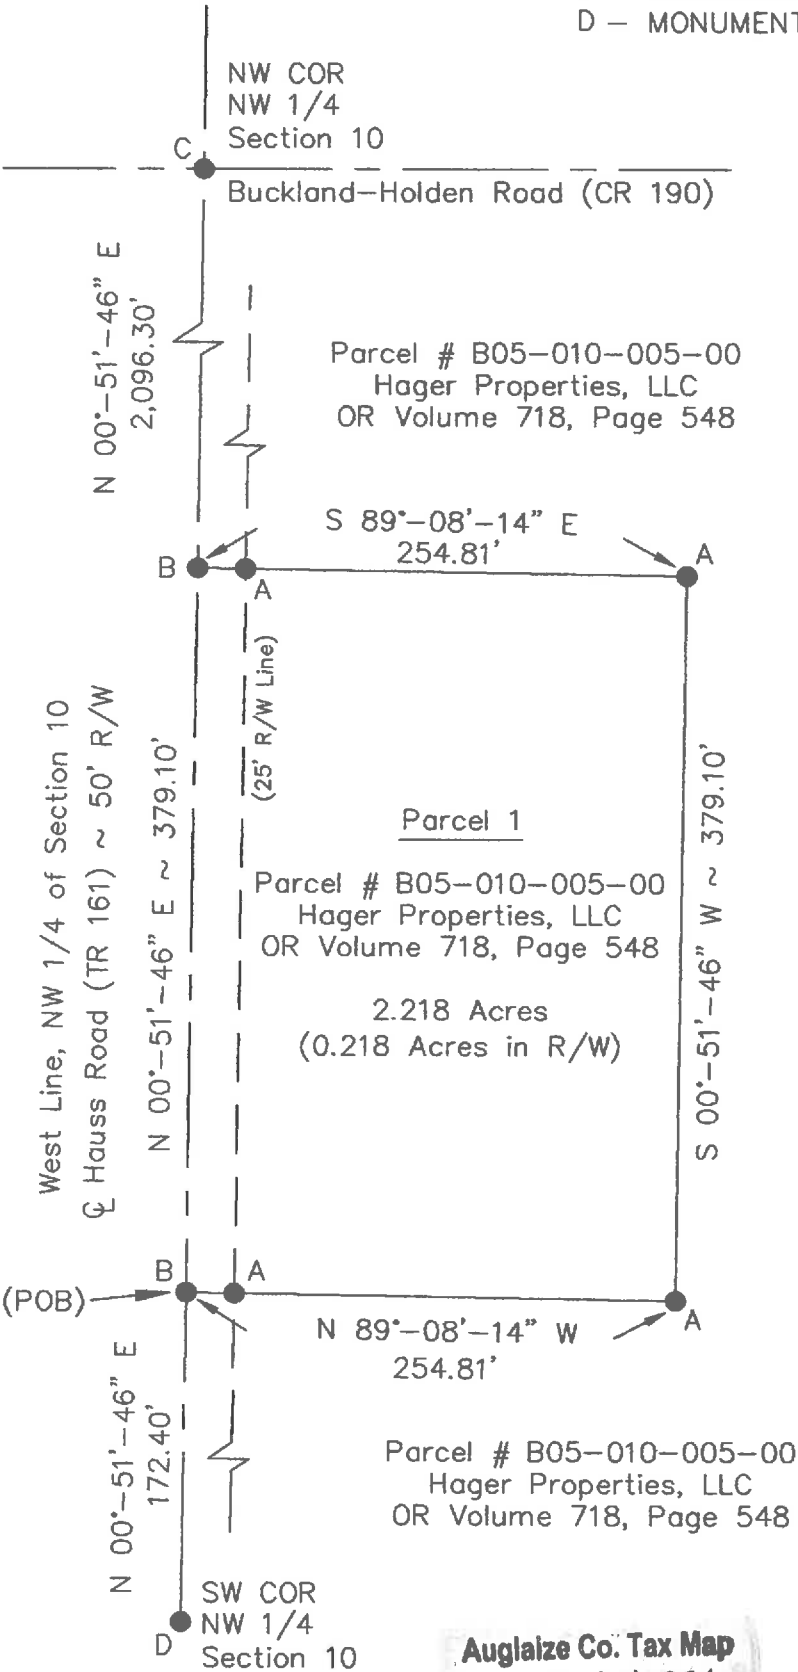 D – MONUMENT
NW COR
NW 1/4
Section 10
C
Buckland–Holden Road (CR 190)
N 00°–51'–46" E
2,096.30'
Parcel # B05–010–005–00
Hager Properties, LLC
OR Volume 718, Page 548
S 89°–08'–14" E
254.81'
B
A
A
(25' R/W Line)
West Line, NW 1/4 of Section 10
℄ Hauss Road (TR 161) ~ 50' R/W
N 00°–51'–46" E ~ 379.10'
Parcel 1
Parcel # B05–010–005–00
Hager Properties, LLC
OR Volume 718, Page 548
2.218 Acres
(0.218 Acres in R/W)
S 00°–51'–46" W ~ 379.10'
B
A
(POB)
A
N 89°–08'–14" W
254.81'
N 00°–51'–46" E
172.40'
Parcel # B05–010–005–00
Hager Properties, LLC
OR Volume 718, Page 548
SW COR
NW 1/4
Section 10
D
Auglaize Co. Tax Map